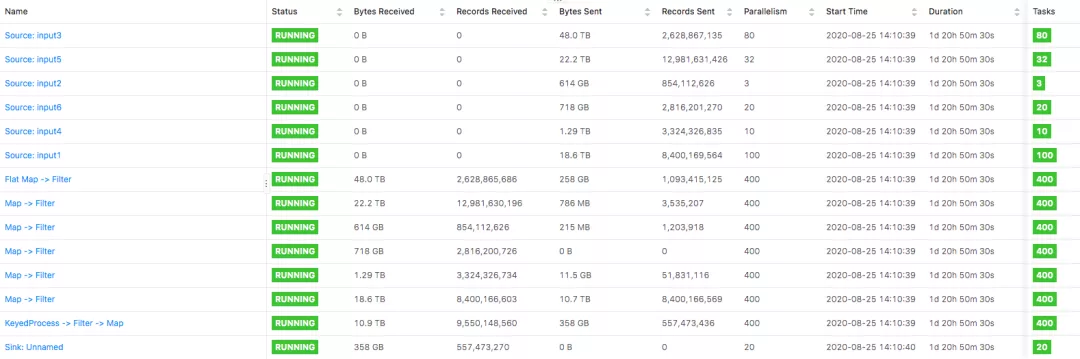 Name Status Bytes Received Records Received Bytes Sent Records Sent Parallelism Start Time Duration Tasks
Source: input3 RUNNING 0 B 0 48.0 TB 2,628,867,135 80 2020-08-25 14:10:39 1d 20h 50m 30s 80
Source: input5 RUNNING 0 B 0 22.2 TB 12,981,631,426 32 2020-08-25 14:10:39 1d 20h 50m 30s 32
Source: input2 RUNNING 0 B 0 614 GB 854,112,626 3 2020-08-25 14:10:39 1d 20h 50m 30s 3
Source: input6 RUNNING 0 B 0 718 GB 2,816,201,270 20 2020-08-25 14:10:39 1d 20h 50m 30s 20
Source: input4 RUNNING 0 B 0 1.29 TB 3,324,326,835 10 2020-08-25 14:10:39 1d 20h 50m 30s 10
Source: input1 RUNNING 0 B 0 18.6 TB 8,400,169,564 100 2020-08-25 14:10:39 1d 20h 50m 30s 100
Flat Map -> Filter RUNNING 48.0 TB 2,628,865,686 258 GB 1,093,415,125 400 2020-08-25 14:10:39 1d 20h 50m 30s 400
Map -> Filter RUNNING 22.2 TB 12,981,630,196 786 MB 3,535,207 400 2020-08-25 14:10:39 1d 20h 50m 30s 400
Map -> Filter RUNNING 614 GB 854,112,626 215 MB 1,203,918 400 2020-08-25 14:10:39 1d 20h 50m 30s 400
Map -> Filter RUNNING 718 GB 2,816,200,726 0 B 0 400 2020-08-25 14:10:39 1d 20h 50m 30s 400
Map -> Filter RUNNING 1.29 TB 3,324,326,734 11.5 GB 51,831,116 400 2020-08-25 14:10:39 1d 20h 50m 30s 400
Map -> Filter RUNNING 18.6 TB 8,400,166,603 10.7 TB 8,400,166,569 400 2020-08-25 14:10:39 1d 20h 50m 30s 400
KeyedProcess -> Filter -> Map RUNNING 10.9 TB 9,550,148,560 358 GB 557,473,436 400 2020-08-25 14:10:39 1d 20h 50m 30s 400
Sink: Unnamed RUNNING 358 GB 557,473,270 0 B 0 20 2020-08-25 14:10:40 1d 20h 50m 30s 20